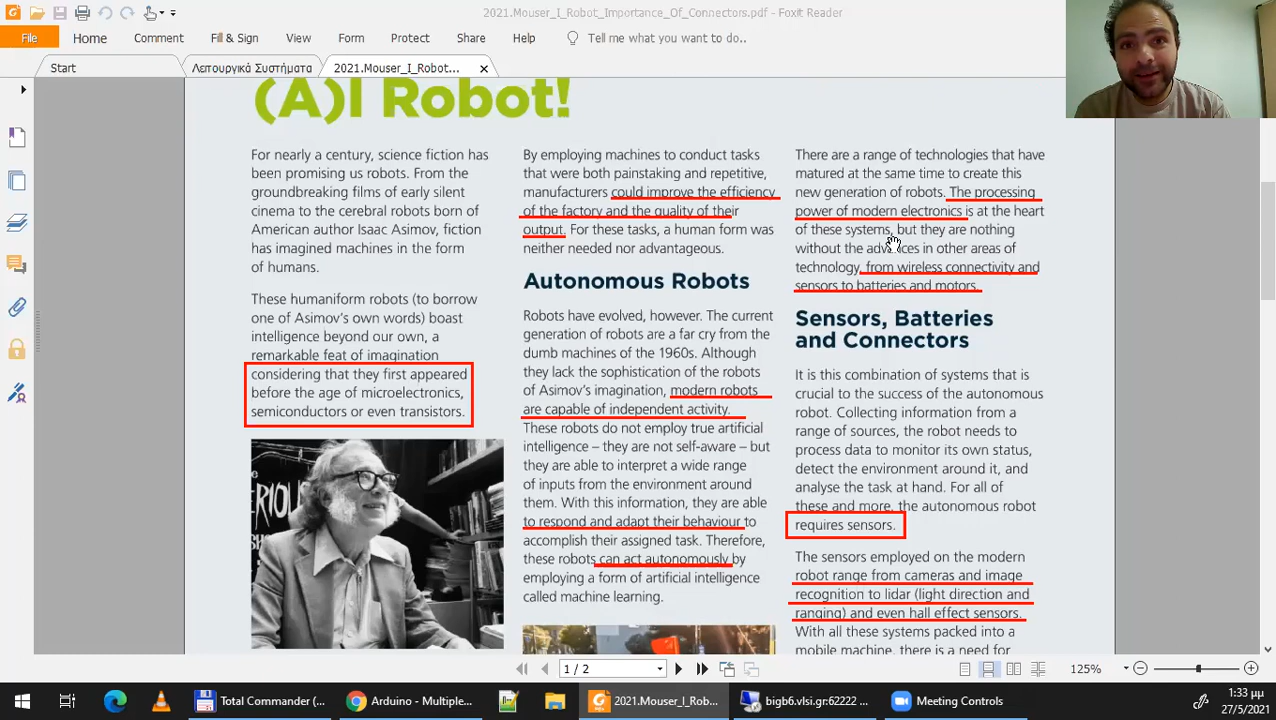 2021.Mouser_I_Robot_Importance_Of_Connectors.pdf - Foxit Reader
File Home Comment Fill & Sign View Form Protect Share Help Tell me what you want to do..
Start Λειτουργικά Συστήματα 2021.Mouser_I_Robot...
(A)I Robot!
For nearly a century, science fiction has
been promising us robots. From the
groundbreaking films of early silent
cinema to the cerebral robots born of
American author Isaac Asimov, fiction
has imagined machines in the form
of humans.
These humaniform robots (to borrow
one of Asimov's own words) boast
intelligence beyond our own, a
remarkable feat of imagination
considering that they first appeared
before the age of microelectronics,
semiconductors or even transistors.
By employing machines to conduct tasks
that were both painstaking and repetitive,
manufacturers could improve the efficiency
of the factory and the quality of their
output. For these tasks, a human form was
neither needed nor advantageous.
Autonomous Robots
Robots have evolved, however. The current
generation of robots are a far cry from the
dumb machines of the 1960s. Although
they lack the sophistication of the robots
of Asimov's imagination, modern robots
are capable of independent activity.
These robots do not employ true artificial
intelligence – they are not self-aware – but
they are able to interpret a wide range
of inputs from the environment around
them. With this information, they are able
to respond and adapt their behaviour to
accomplish their assigned task. Therefore,
these robots can act autonomously by
employing a form of artificial intelligence
called machine learning.
There are a range of technologies that have
matured at the same time to create this
new generation of robots. The processing
power of modern electronics is at the heart
of these systems, but they are nothing
without the advances in other areas of
technology, from wireless connectivity and
sensors to batteries and motors.
Sensors, Batteries
and Connectors
It is this combination of systems that is
crucial to the success of the autonomous
robot. Collecting information from a
range of sources, the robot needs to
process data to monitor its own status,
detect the environment around it, and
analyse the task at hand. For all of
these and more, the autonomous robot
requires sensors.
The sensors employed on the modern
robot range from cameras and image
recognition to lidar (light direction and
ranging) and even hall effect sensors.
With all these systems packed into a
mobile machine, there is a need for
1 / 2 125%
Total Commander (... Arduino - Multiple... 2021.Mouser_I_Rob... bigb6.vlsi.gr:62222 ... Meeting Controls
1:33 μμ
27/5/2021